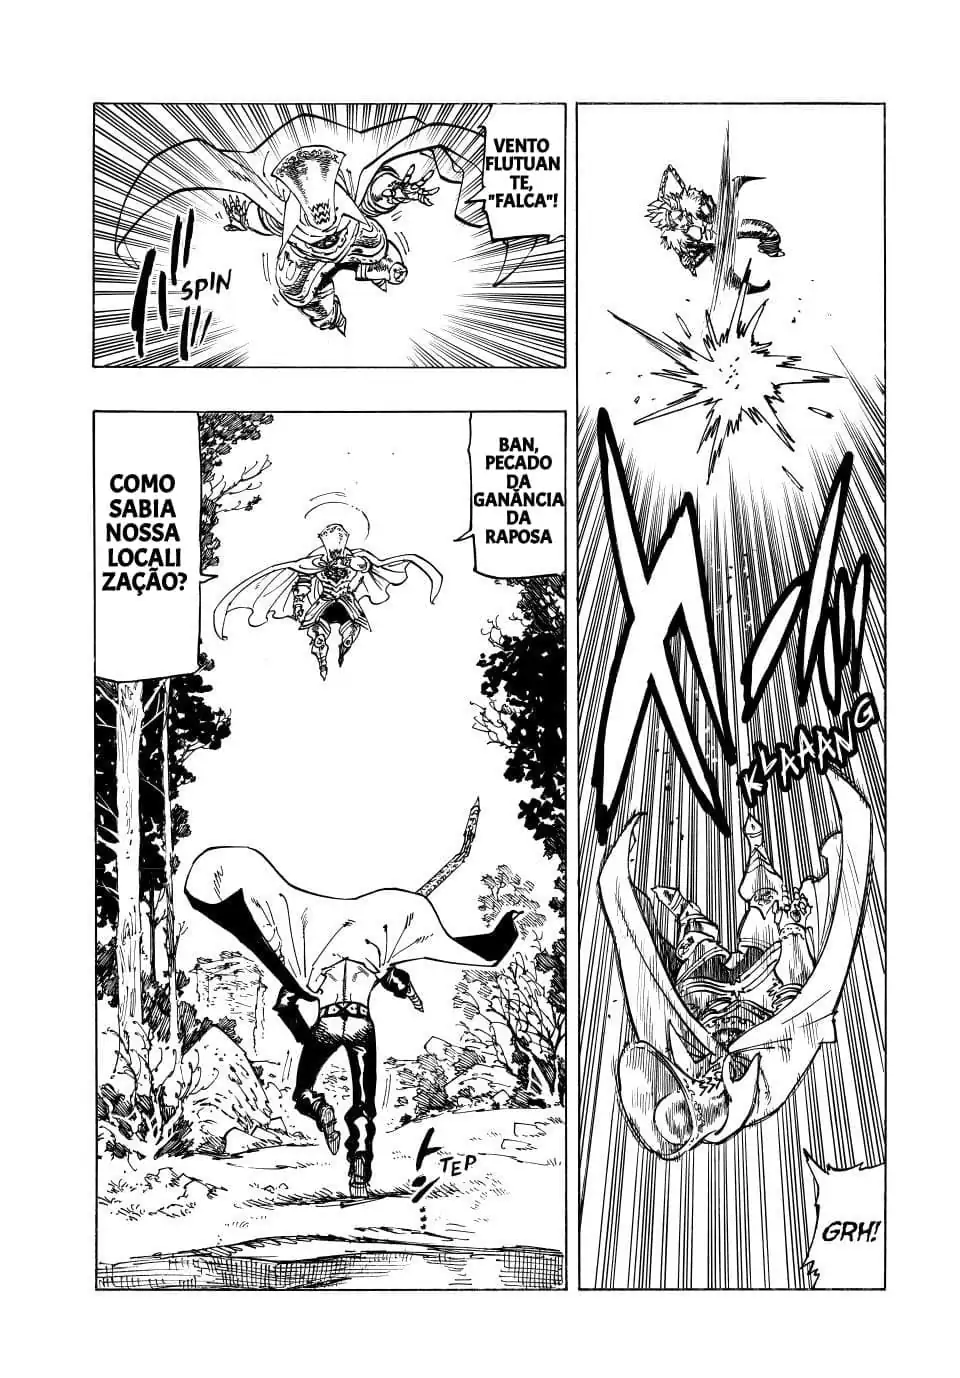 KLAAANG
GRH!
VENTO
FLUTUAN
TE,
"FALCA"!
SPIN
BAN,
PECADO
DA
GANÂNCIA
DA
RAPOSA
COMO
SABIA
NOSSA
LOCALI
ZAÇÃO?
TEP